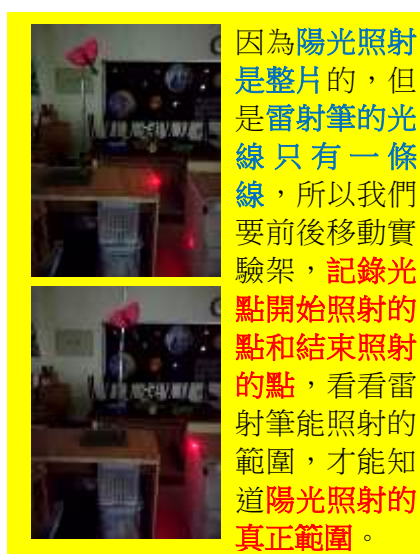 因為陽光照射
是整片的，但
是雷射筆的光
線只有一條
線，所以我們
要前後移動實
驗架，記錄光
點開始照射的
點和結束照射
的點，看看雷
射筆能照射的
範圍，才能知
道陽光照射的
真正範圍。